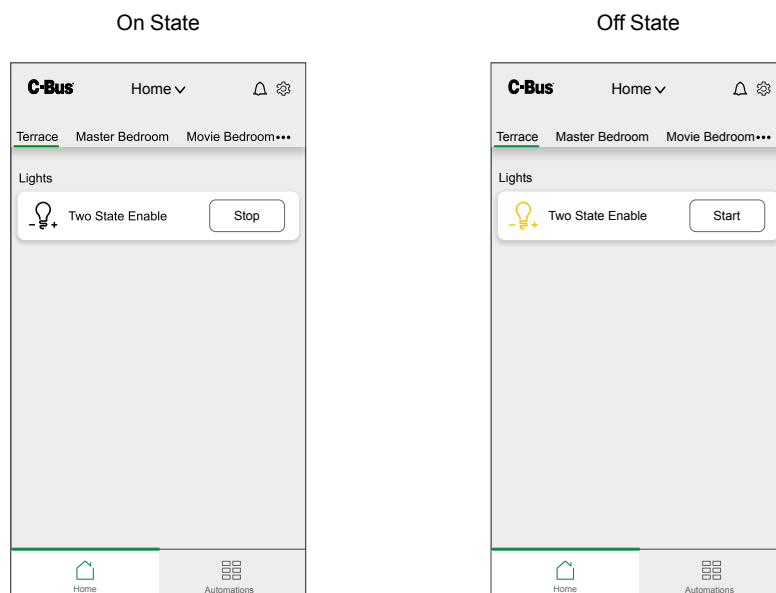 On State
Off State
C-Bus
Home
Terrace Master Bedroom Movie Bedroom•••
Lights
Two State Enable Stop
Home Automations
C-Bus
Home
Terrace Master Bedroom Movie Bedroom•••
Lights
Two State Enable Start
Home Automations